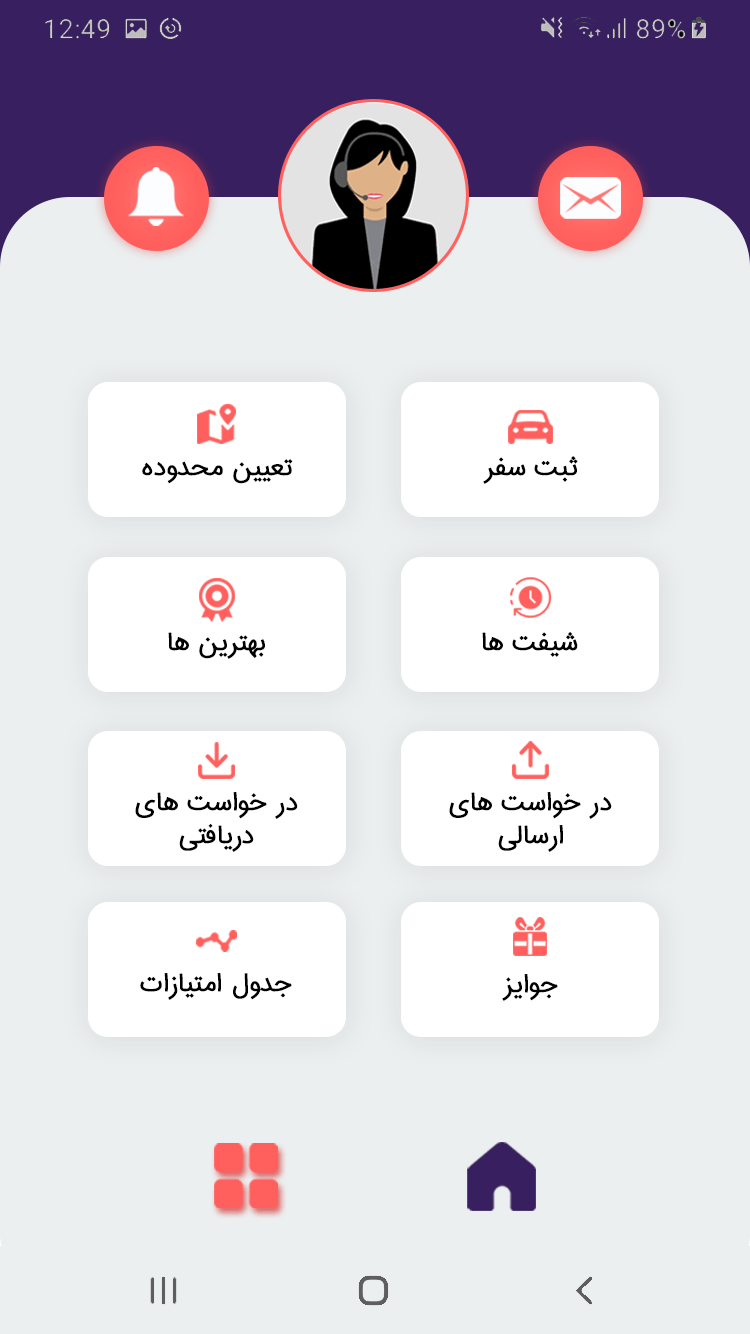 12:49
89%
ثبت سفر
تعیین محدوده
شیفت ها
بهترین ها
در خواست های
ارسالی
در خواست های
دریافتی
جوایز
جدول امتیازات